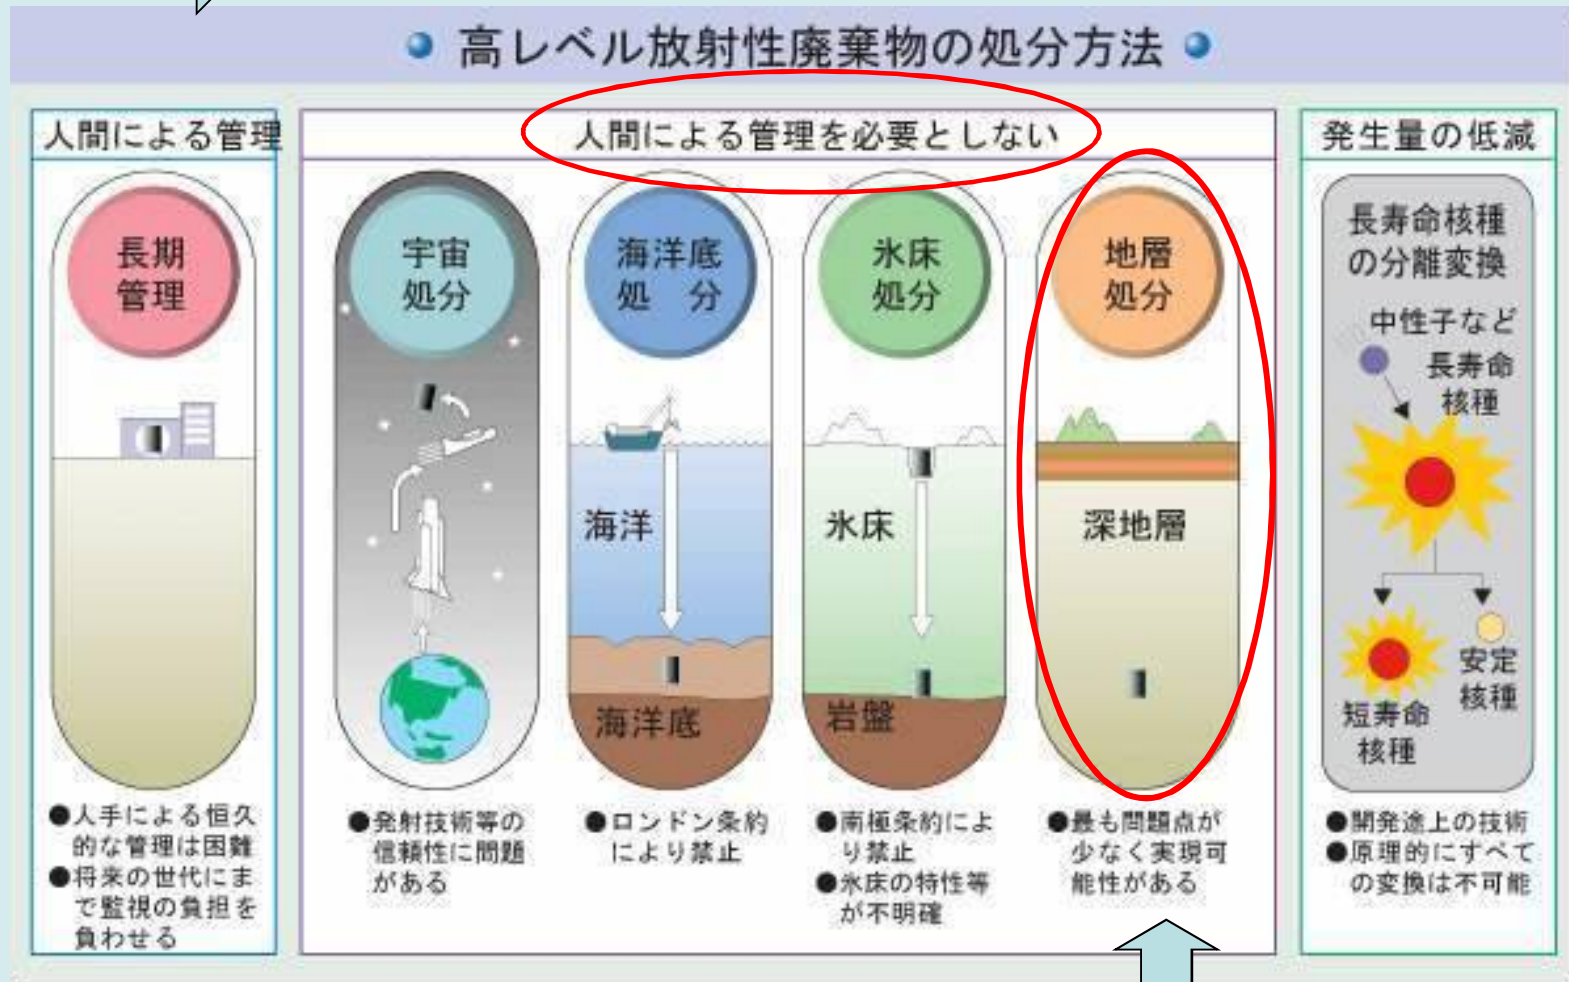 高レベル放射性廃棄物の処分方法
人間による管理
長期
管理
●人手による恒久
的な管理は困難
●将来の世代にま
で監視の負担を
負わせる
人間による管理を必要としない
宇宙
処分
●発射技術等の
信頼性に問題
がある
海洋底
処 分
海洋
海洋底
●ロンドン条約
により禁止
氷床
処分
氷床
岩盤
●南極条約によ
り禁止
●氷床の特性等
が不明確
地層
処分
深地層
●最も問題点が
少なく実現可
能性がある
発生量の低減
長寿命核種
の分離変換
中性子など
長寿命
核種
短寿命
核種
安定
核種
●開発途上の技術
●原理的にすべて
の変換は不可能